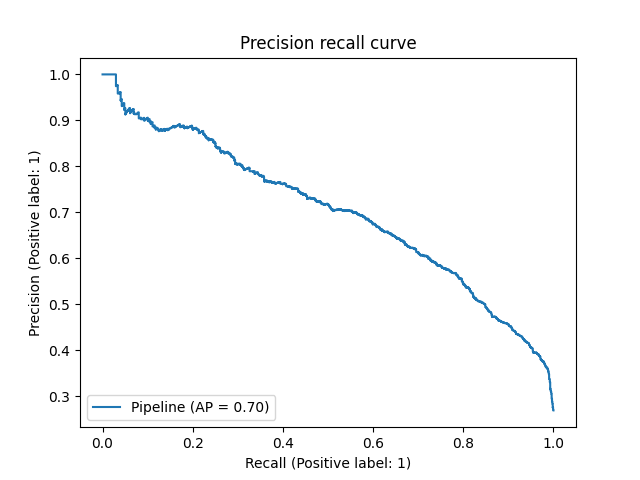 Precision recall curve
1.0
0.9
0.8
0.7
0.6
0.5
0.4
0.3
Precision (Positive label: 1)
Pipeline (AP = 0.70)
0.0 0.2 0.4 0.6 0.8 1.0
Recall (Positive label: 1)